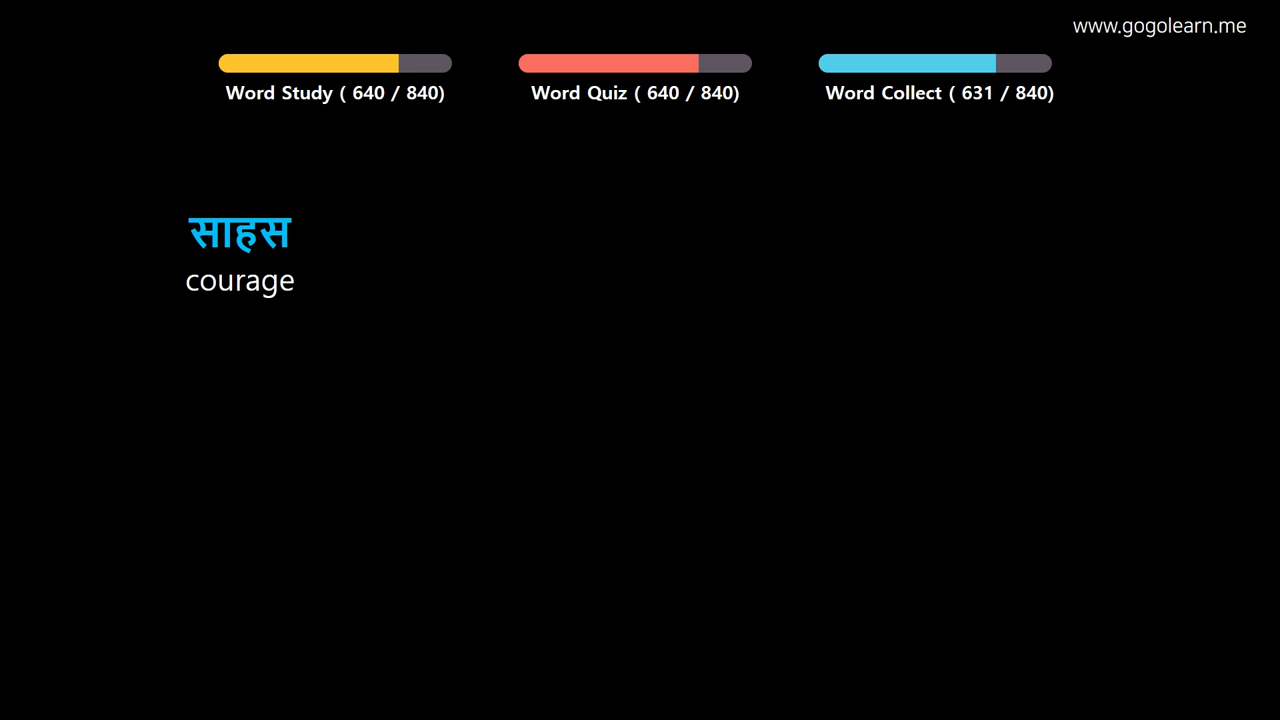 www.gogolearn.me
Word Study ( 640 / 840)
Word Quiz ( 640 / 840)
Word Collect ( 631 / 840)
साहस
courage